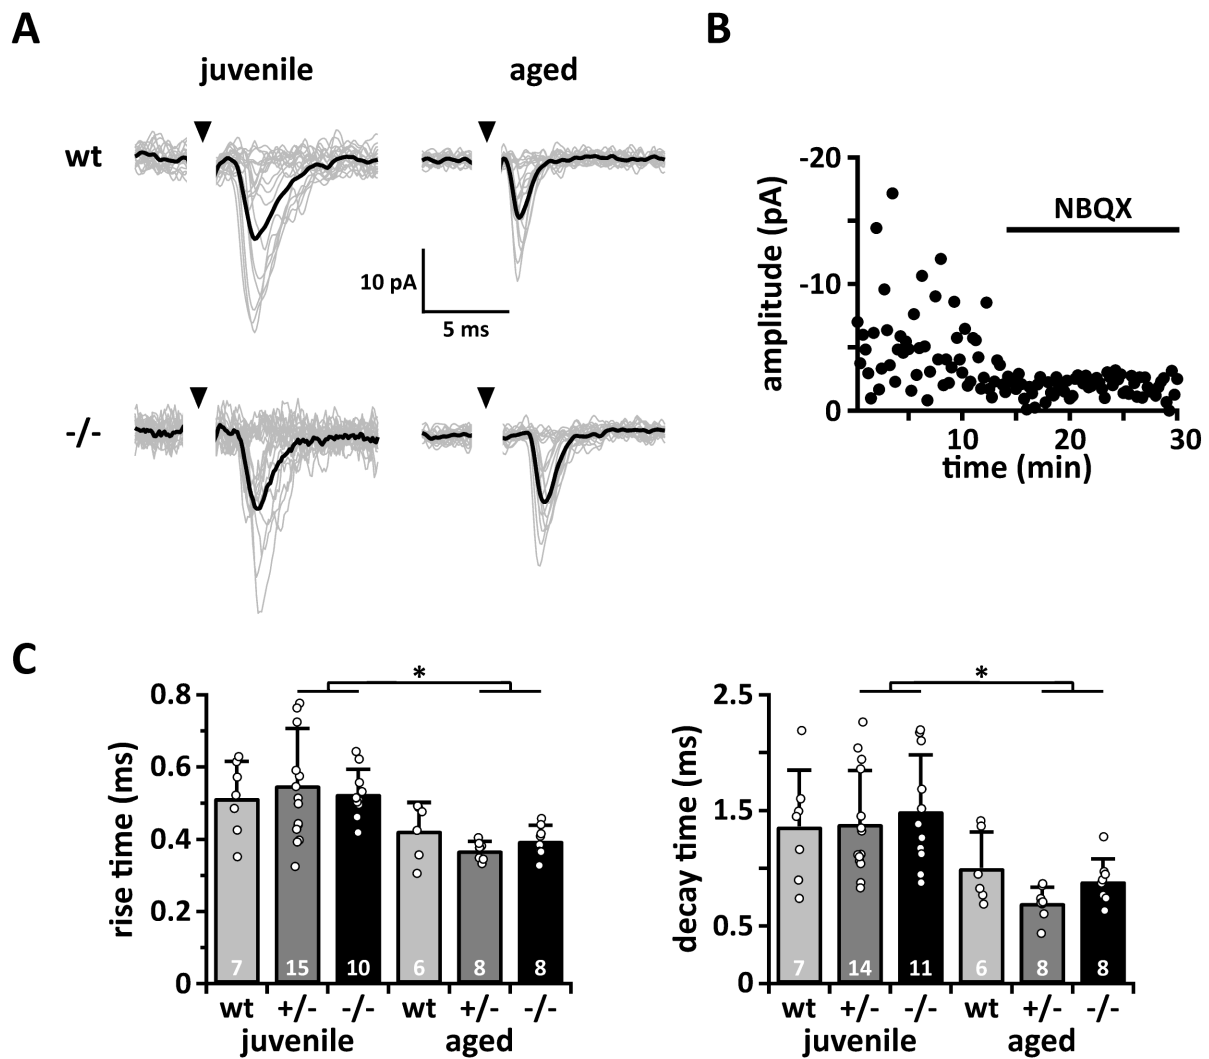 A
juvenile
aged
wt
10 pA
5 ms
-/-
B
-20
-10
0
amplitude (pA)
NBQX
10
20
30
time (min)
C
*
0.8
0.6
0.4
0.2
0
rise time (ms)
7
15
10
6
8
8
wt
+/-
-/-
wt
+/-
-/-
juvenile
aged
*
2.5
1.5
0.5
0
decay time (ms)
7
14
11
6
8
8
wt
+/-
-/-
wt
+/-
-/-
juvenile
aged